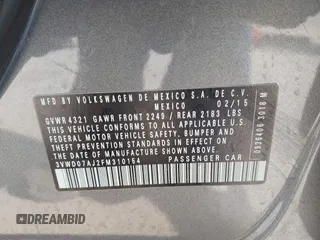 MFD. BY VOLKSWAGEN DE MEXICO S.A. DE C.V.
MEXICO 02/15
GVWR 4321 GAWR FRONT 2249 / REAR 2183 LBS
THIS VEHICLE CONFORMS TO ALL APPLICABLE U.S.
FEDERAL MOTOR VEHICLE SAFETY, BUMPER AND
THEFT PREVENTION STANDARDS IN EFFECT ON
THE DATE OF MANUFACTURE SHOWN ABOVE
3VWD07AJ2FM310164 PASSENGER CAR
3018 M
DREAMBID